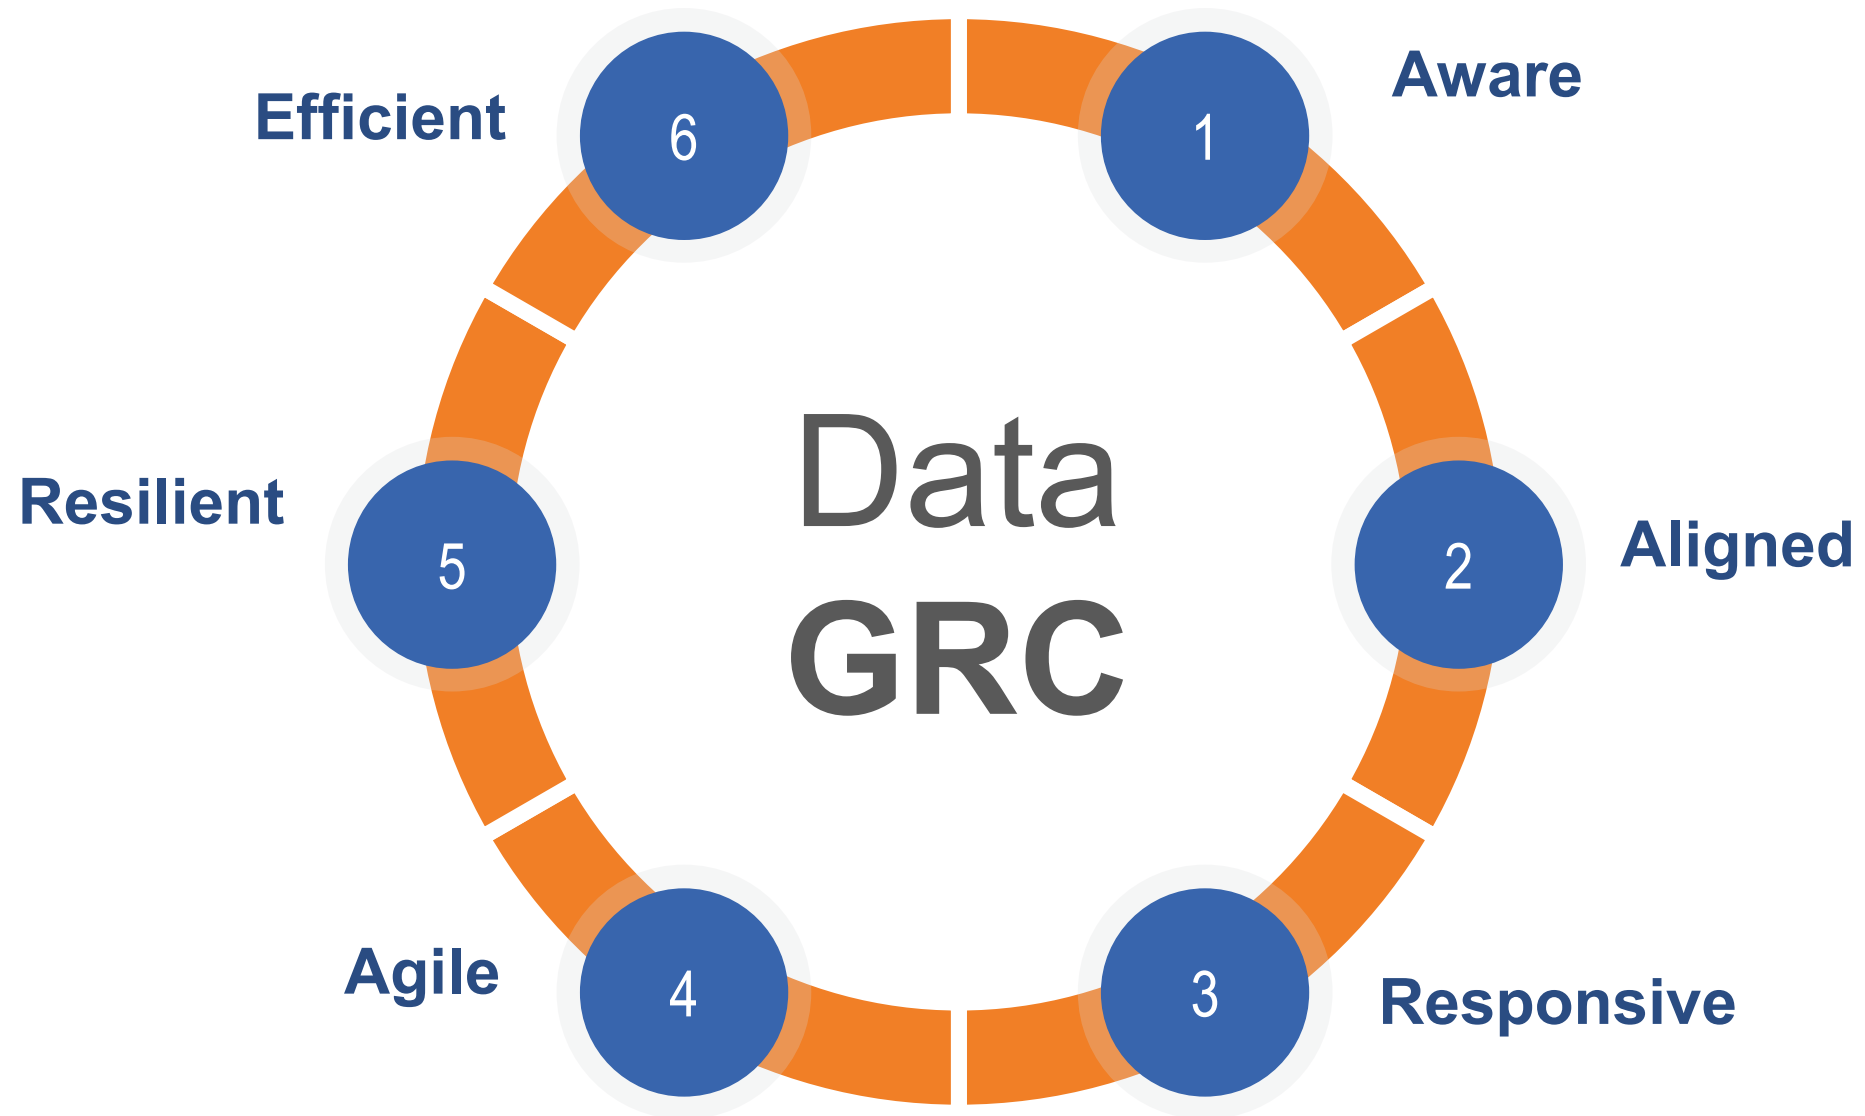 Data
GRC
1
Aware
2
Aligned
3
Responsive
4
Agile
5
Resilient
6
Efficient